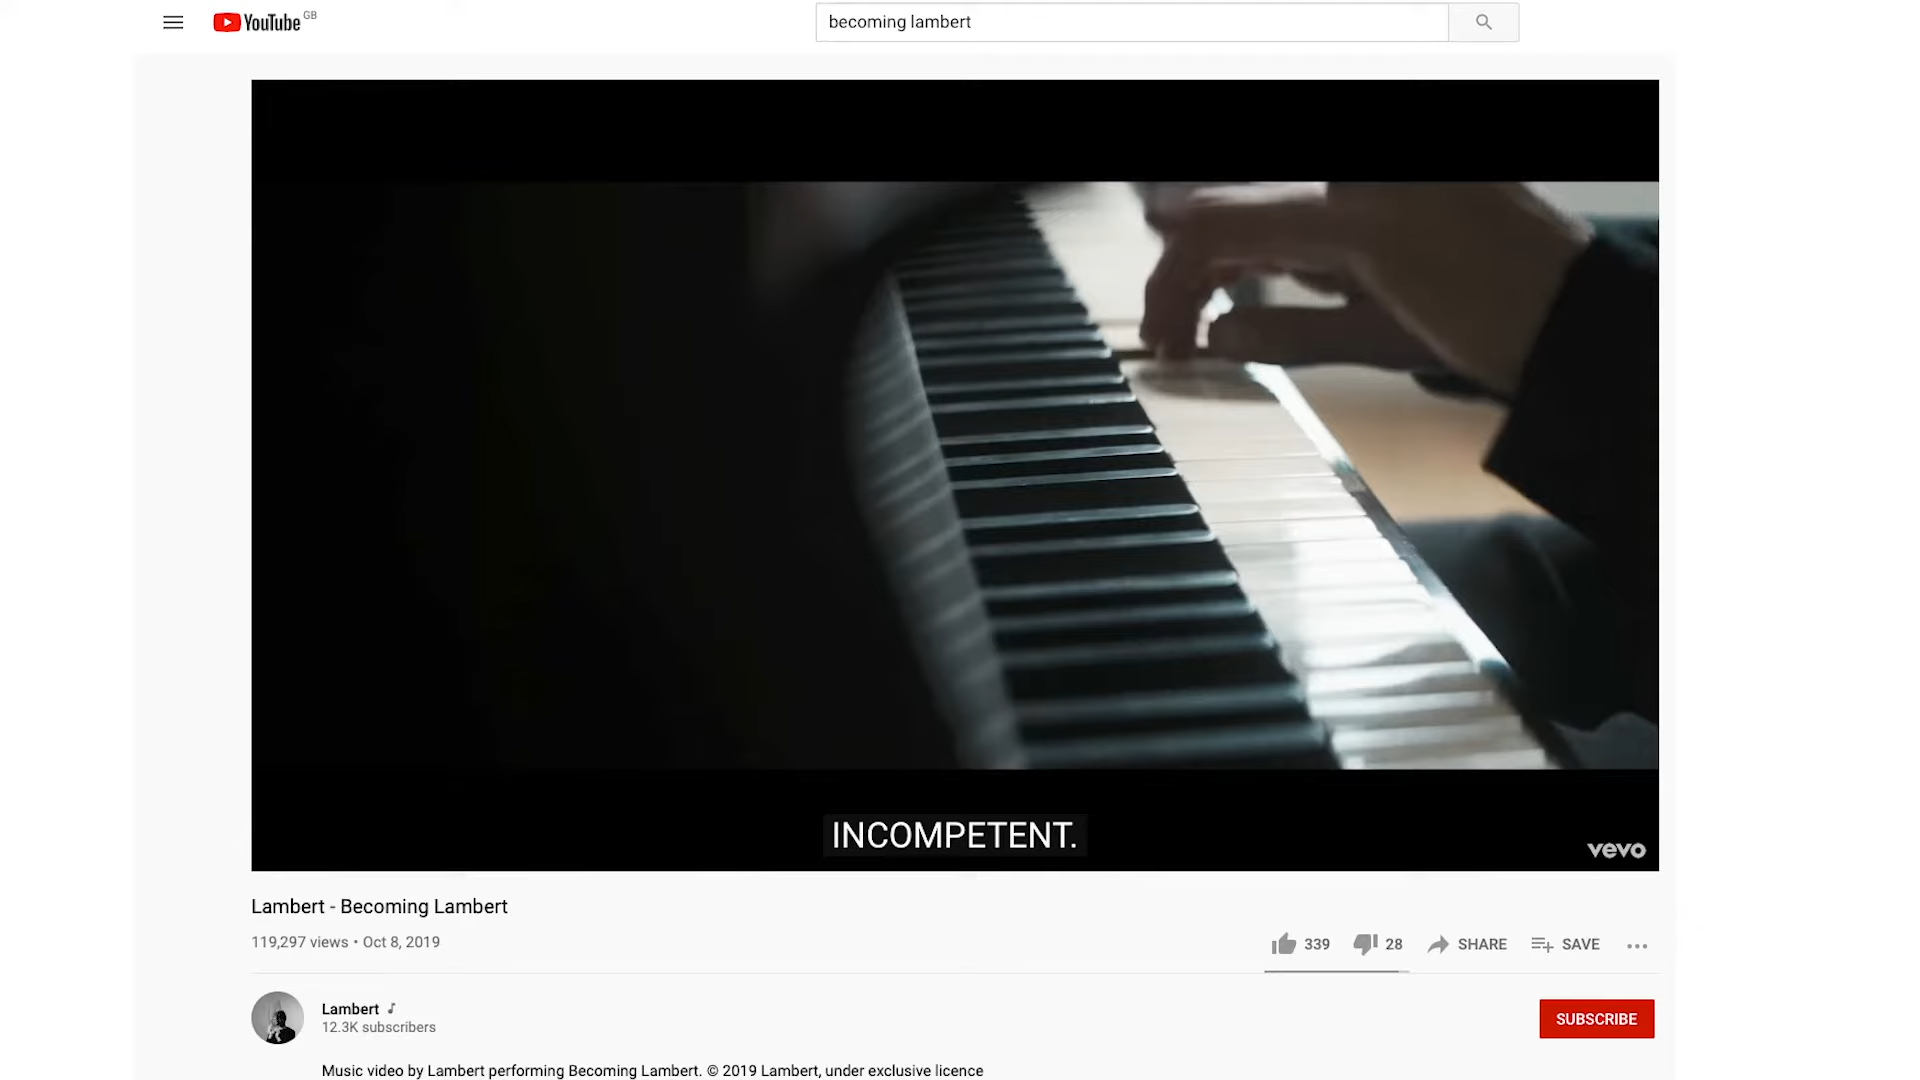 YouTube GB
becoming lambert
INCOMPETENT.
vevo
Lambert - Becoming Lambert
119,297 views • Oct 8, 2019
339
28
SHARE
SAVE
Lambert
12.3K subscribers
SUBSCRIBE
Music video by Lambert performing Becoming Lambert. © 2019 Lambert, under exclusive licence